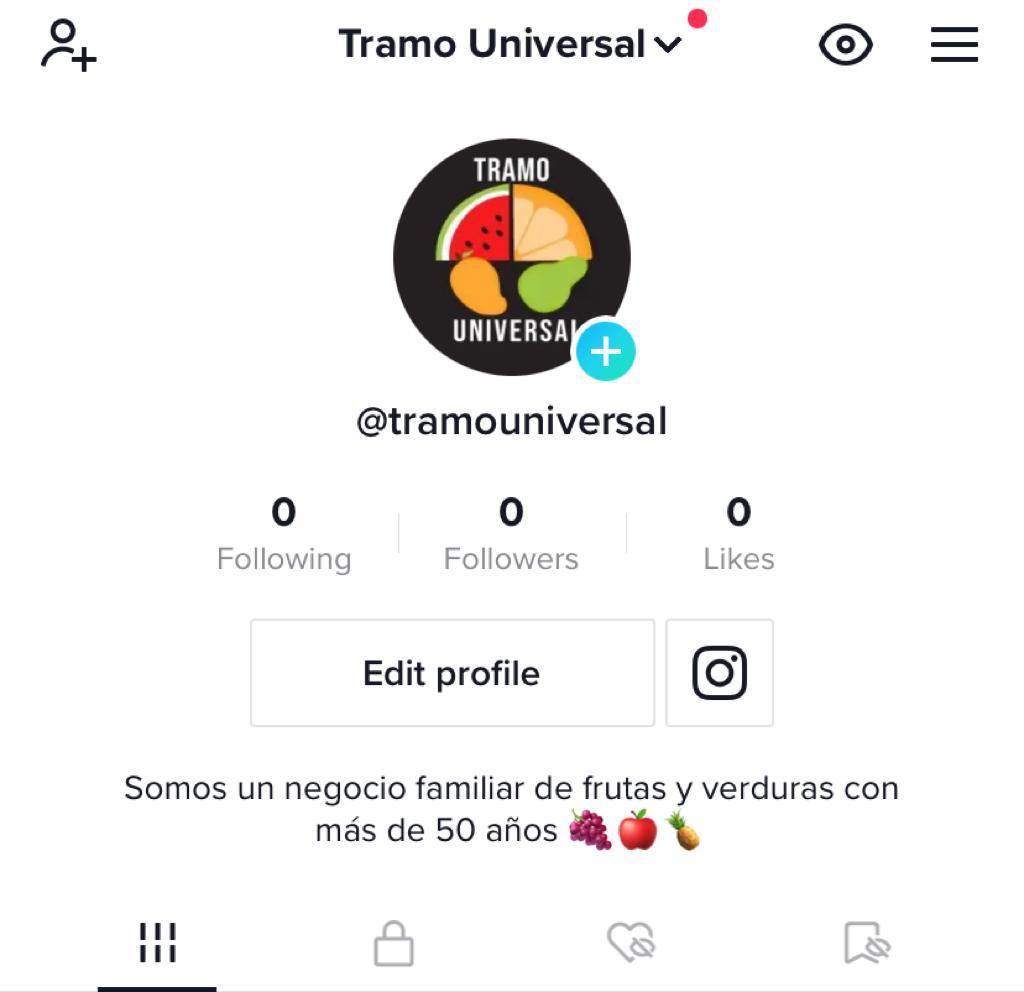 Tramo Universal
TRAMO
UNIVERSAL
@tramouniversal
0 0 0
Following Followers Likes
Edit profile
Somos un negocio familiar de frutas y verduras con
más de 50 años 🍇🍎🍍